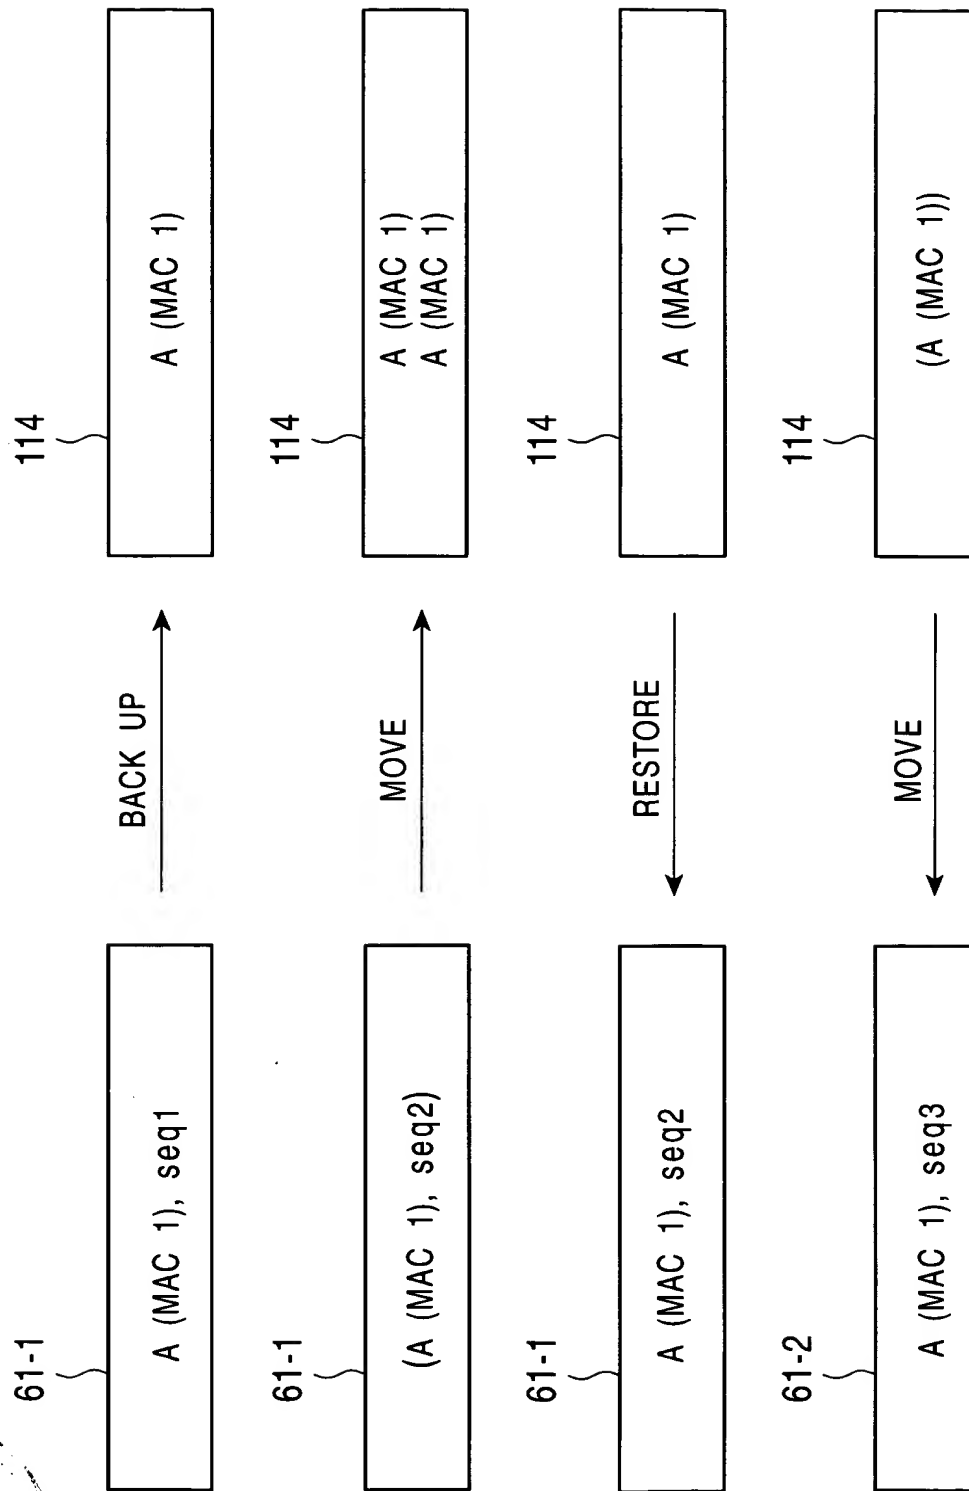 61-1
114
BACK UP
A (MAC 1), seq1
A (MAC 1)
61-1
114
MOVE
(A (MAC 1), seq2)
A (MAC 1)
A (MAC 1)
61-1
114
RESTORE
A (MAC 1), seq2
A (MAC 1)
61-2
114
MOVE
A (MAC 1), seq3
(A (MAC 1))